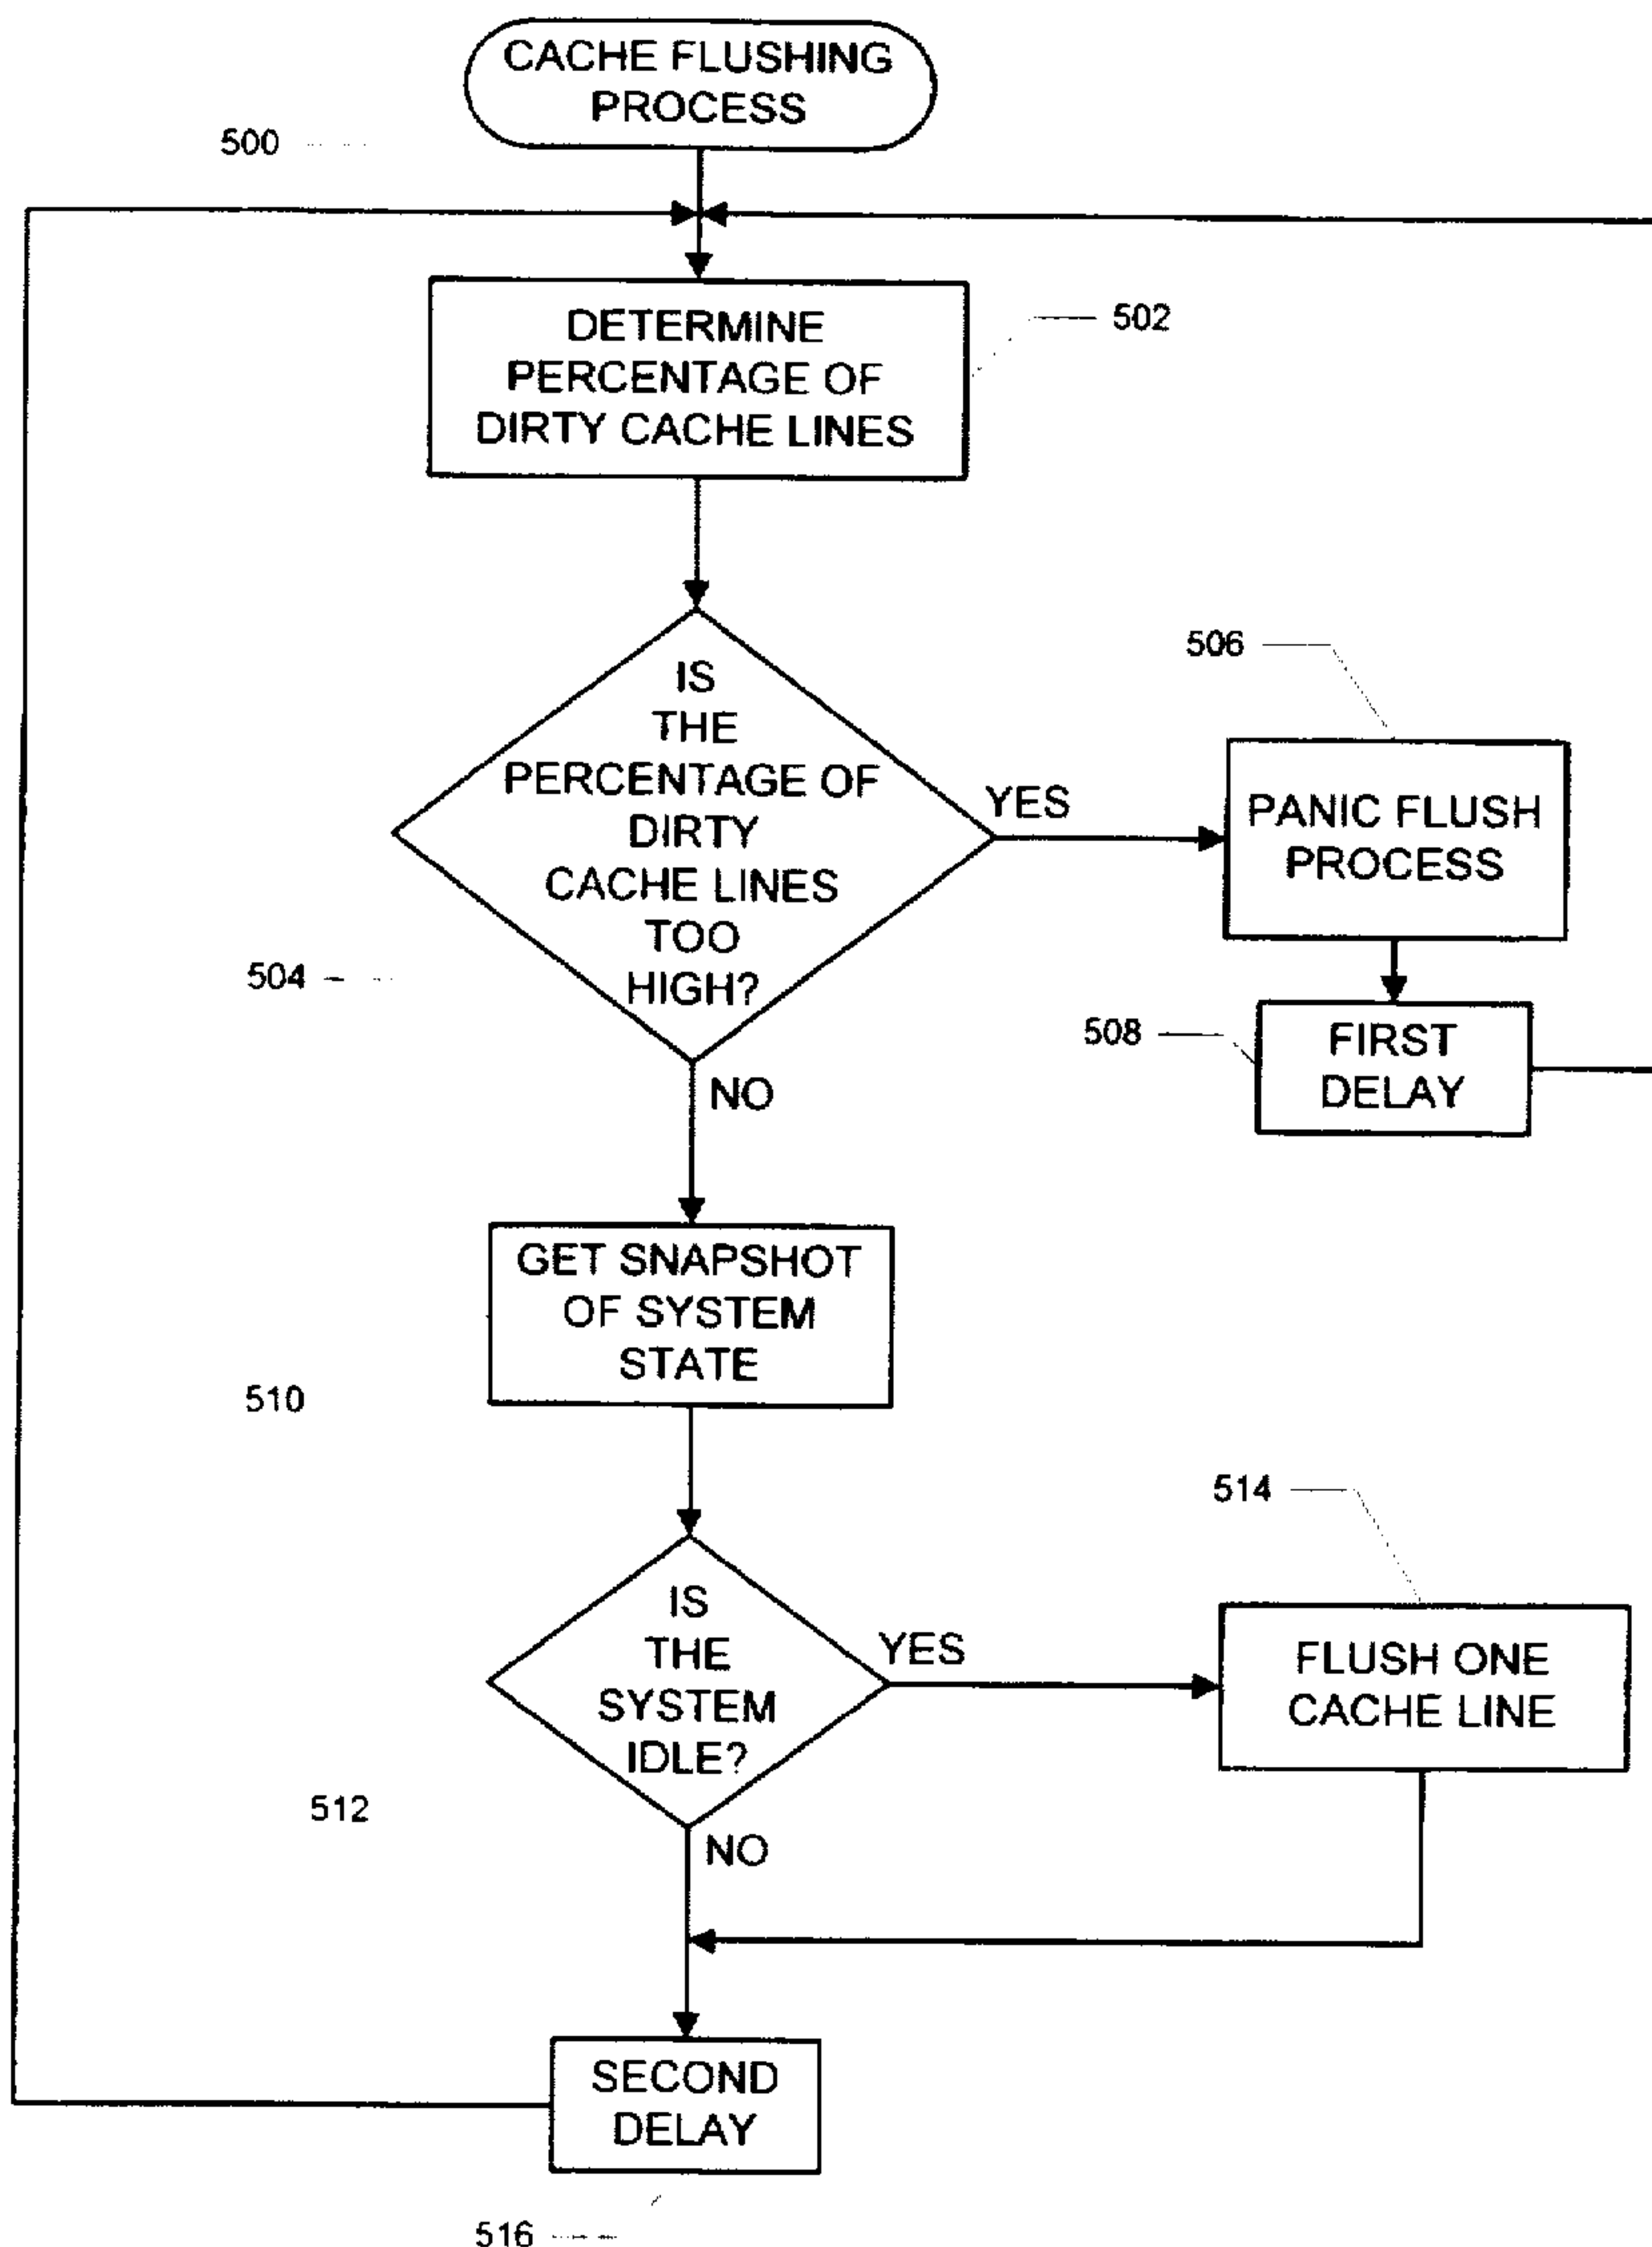 CACHE FLUSHING
PROCESS
500
DETERMINE
PERCENTAGE OF
DIRTY CACHE LINES
502
IS
THE
PERCENTAGE OF
DIRTY
CACHE LINES
TOO
HIGH?
504
YES
506
PANIC FLUSH
PROCESS
508
FIRST
DELAY
NO
GET SNAPSHOT
OF SYSTEM
STATE
510
IS
THE
SYSTEM
IDLE?
512
YES
514
FLUSH ONE
CACHE LINE
NO
SECOND
DELAY
516